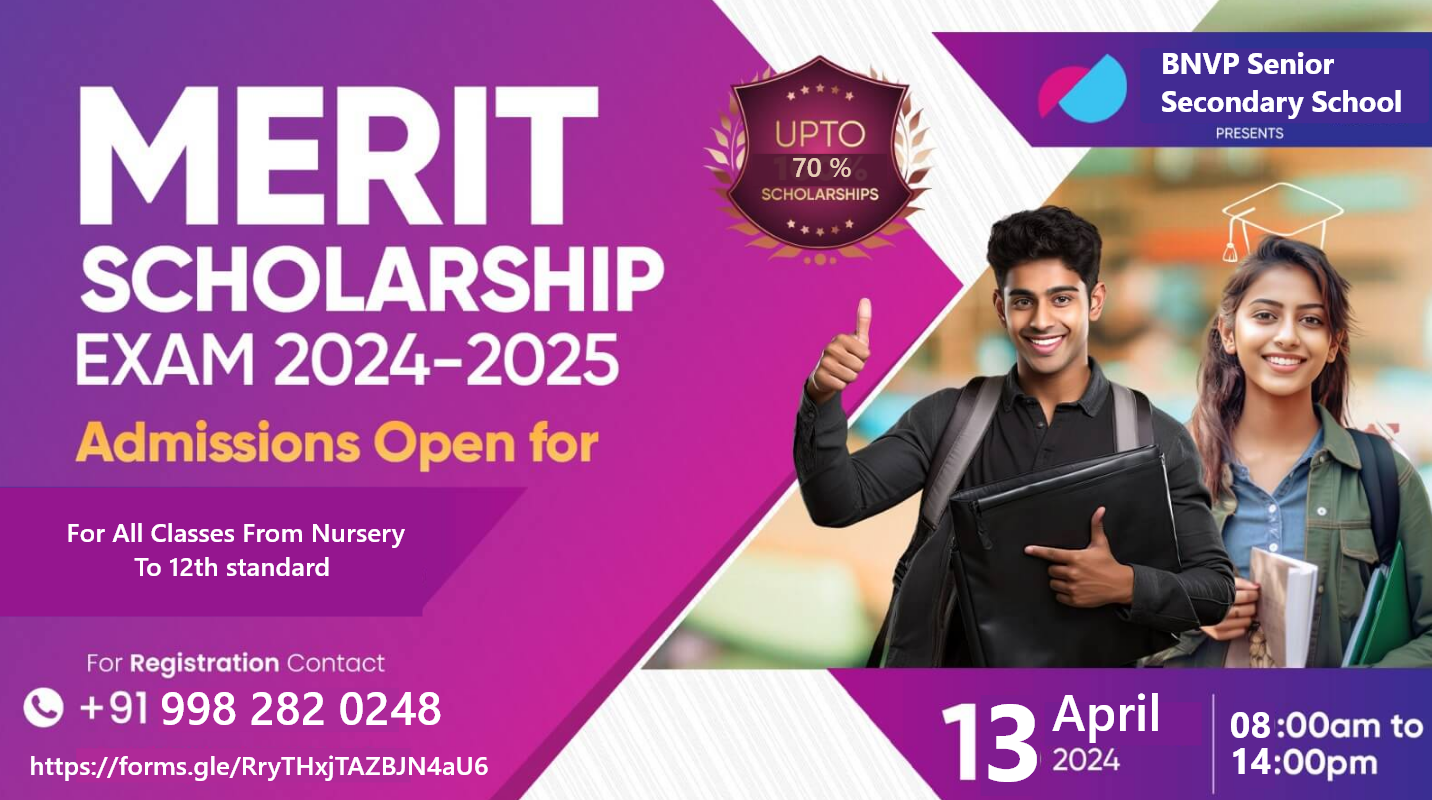 BNVP Senior
Secondary School
PRESENTS
MERIT
SCHOLARSHIP
EXAM 2024-2025
UPTO
70 %
SCHOLARSHIPS
Admissions Open for
For All Classes From Nursery
To 12th standard
For Registration Contact
+91 998 282 0248
https://forms.gle/RryTHxjTAZBJN4aU6
13 April
2024
08:00am to
14:00pm